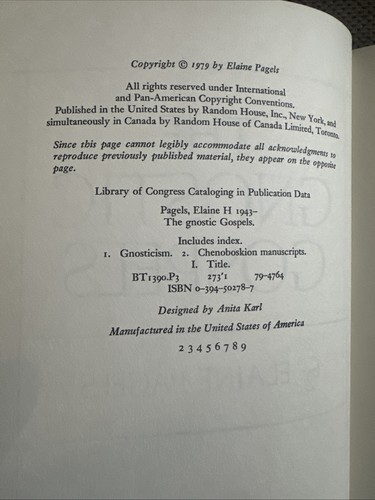 Copyright © 1979 by Elaine Pagels
All rights reserved under International
and Pan-American Copyright Conventions.
Published in the United States by Random House, Inc., New York, and
simultaneously in Canada by Random House of Canada Limited, Toronto.
Since this page cannot legibly accommodate all acknowledgments to
reproduce previously published material, they appear on the opposite
page.
Library of Congress Cataloging in Publication Data
Pagels, Elaine H 1943–
The gnostic Gospels.
Includes index.
1. Gnosticism. 2. Chenoboskion manuscripts.
I. Title.
BT1390.P3 273'1 79-4764
ISBN 0-394-50278-7
Designed by Anita Karl
Manufactured in the United States of America
2 3 4 5 6 7 8 9